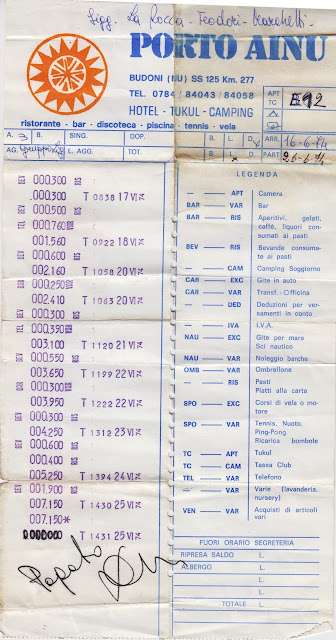 Sigg. La Rocca - Teodori - Marchetti -
PORTO AINU
BUDONI (NU) SS 125 Km. 277
TEL. 0784 / 84043 / 84058
HOTEL - TUKUL - CAMPING
APT
TC
E 12
ristorante - bar - discoteca - piscina - tennis - vela
A. 3 B. SING. DOP. B. L. D. ARR. 16-6-84
AG. L. AGG. TOT. B. L. D. PART. 26-6-84
LEGENDA
— APT Camera
BAR — VAR Bar
BAR — RIS Aperitivi, gelati, caffè, liquori consumati ai pasti
BEV — RIS Bevande consumate ai pasti
— CAM Camping Soggiorno
CAR — EXC Gite in auto
CAR — VAR Transf.-Officina
— DED Deduzioni per versamenti in conto
— IVA I.V.A.
NAU — EXC Gite per mare Sci nautico
NAU — VAR Noleggio barche
OMB — VAR Ombrellone
— RIS Pasti Piatti alla carta
SPO — EXC Corsi di vela o motore
SPO — VAR Tennis, Nuoto, Ping-Pong Ricarica bombole
TC — APT Tukul
TC — CAM Tassa Club
TEL — VAR Telefono
— VAR Varie (lavanderia, nursery)
VEN — VAR Acquisti di articoli vari
FUORI ORARIO SEGRETERIA
RIPRESA SALDO L.
ALBERGO L.
L.
L.
L.
TOTALE L.
000.300
.000.300 T 0838 17 VI
000.500
000.760
001.560 T 0922 18 VI
000.600
002.160 T 1058 20 VI
000.250
002.410 T 1063 20 VI
000.300
000.350
003.100 T 1120 21 VI
000.550
003.650 T 1199 22 VI
000.300
003.950 T 1222 22 VI
000.300
004.250 T 1312 23 VI
000.600
000.400
005.250 T 1394 24 VI
001.900
007.150 T 1430 25 VI
007.150*
T 1431 25 VI
Pagato